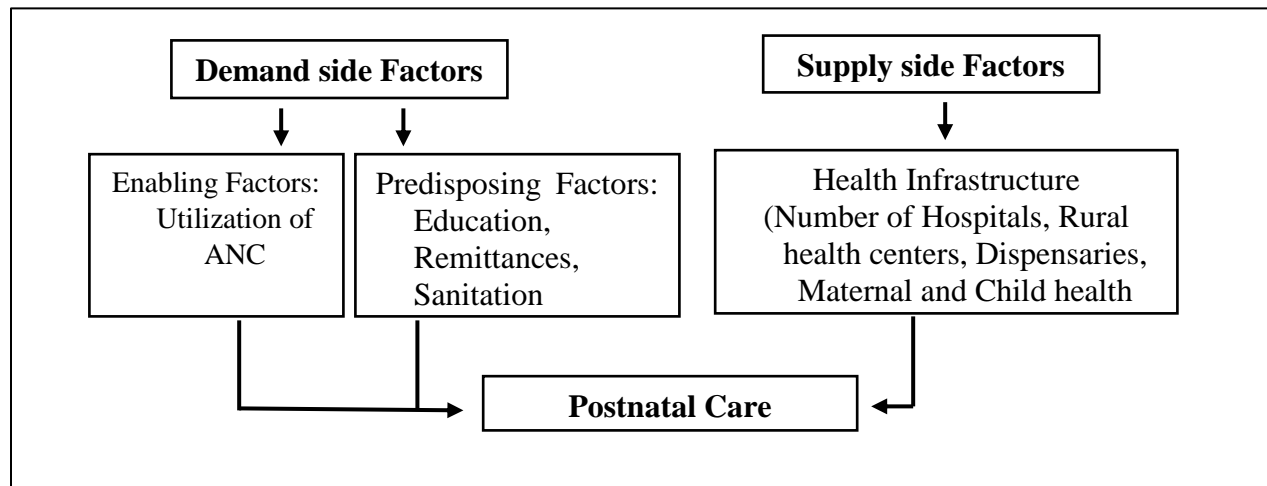 Demand side Factors
Supply side Factors
Enabling Factors:
Utilization of
ANC
Predisposing Factors:
Education,
Remittances,
Sanitation
Health Infrastructure
(Number of Hospitals, Rural
health centers, Dispensaries,
Maternal and Child health
Postnatal Care